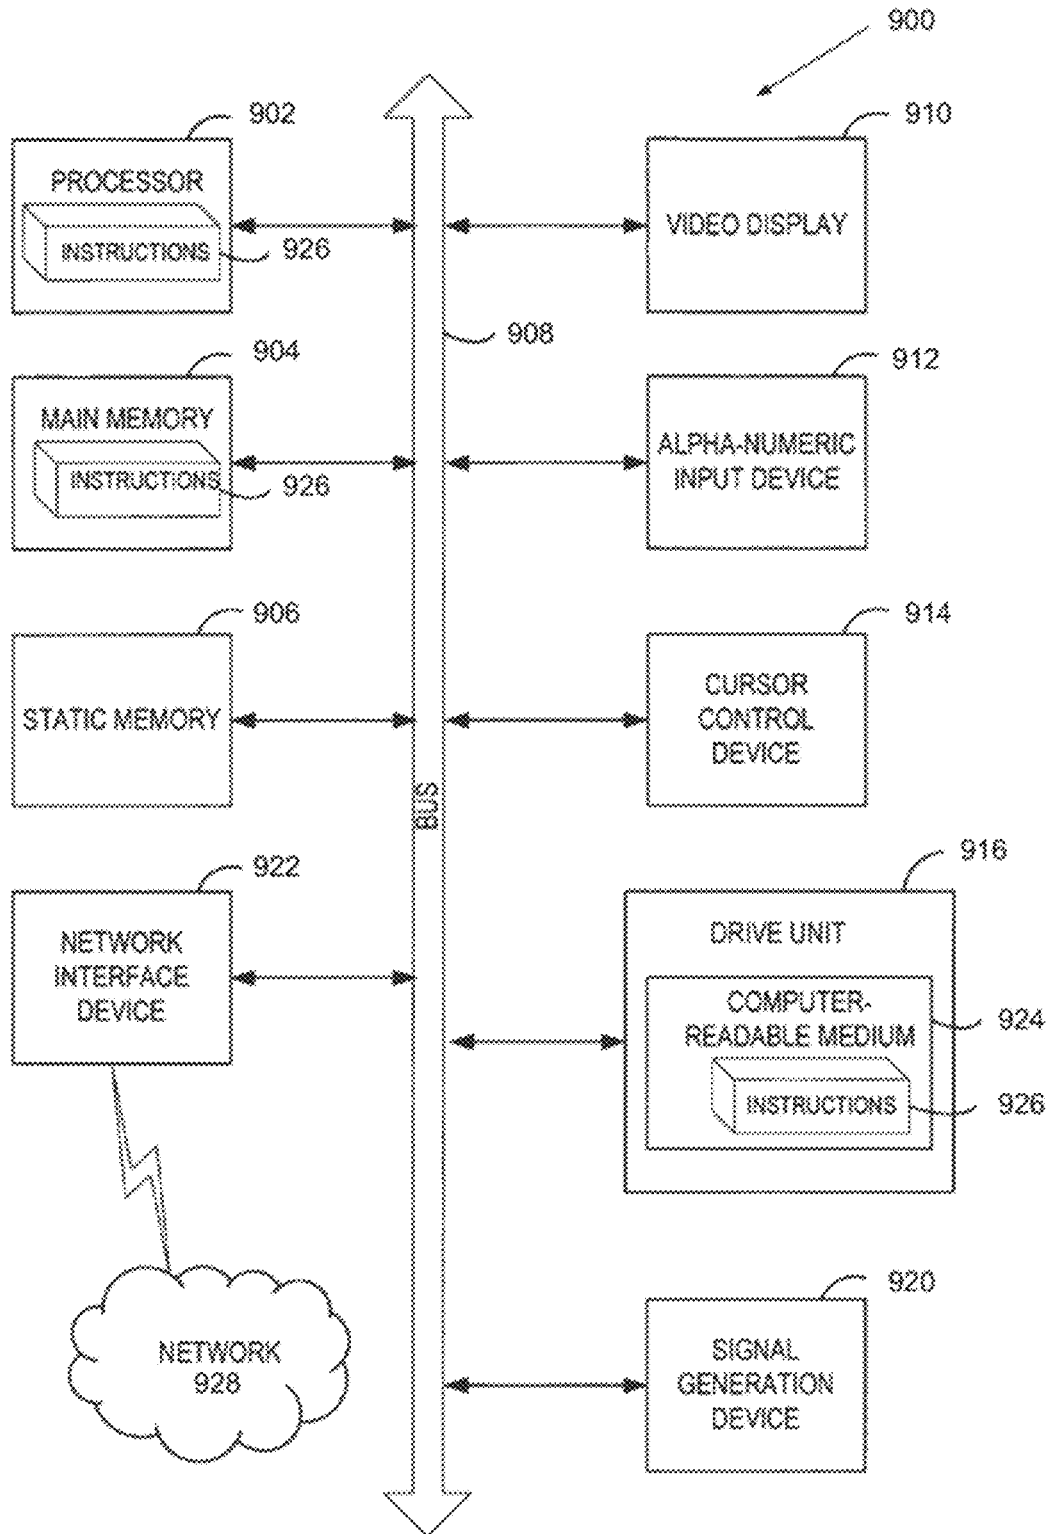 900
902
PROCESSOR
INSTRUCTIONS
926
910
VIDEO DISPLAY
908
904
MAIN MEMORY
INSTRUCTIONS
926
912
ALPHA-NUMERIC
INPUT DEVICE
906
STATIC MEMORY
914
CURSOR
CONTROL
DEVICE
BUS
922
NETWORK
INTERFACE
DEVICE
916
DRIVE UNIT
COMPUTER-
READABLE MEDIUM
924
INSTRUCTIONS
926
NETWORK
928
920
SIGNAL
GENERATION
DEVICE